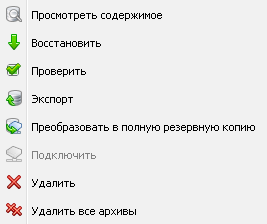 Просмотреть содержимое
Восстановить
Проверить
Экспорт
Преобразовать в полную резервную копию
Подключить
Удалить
Удалить все архивы